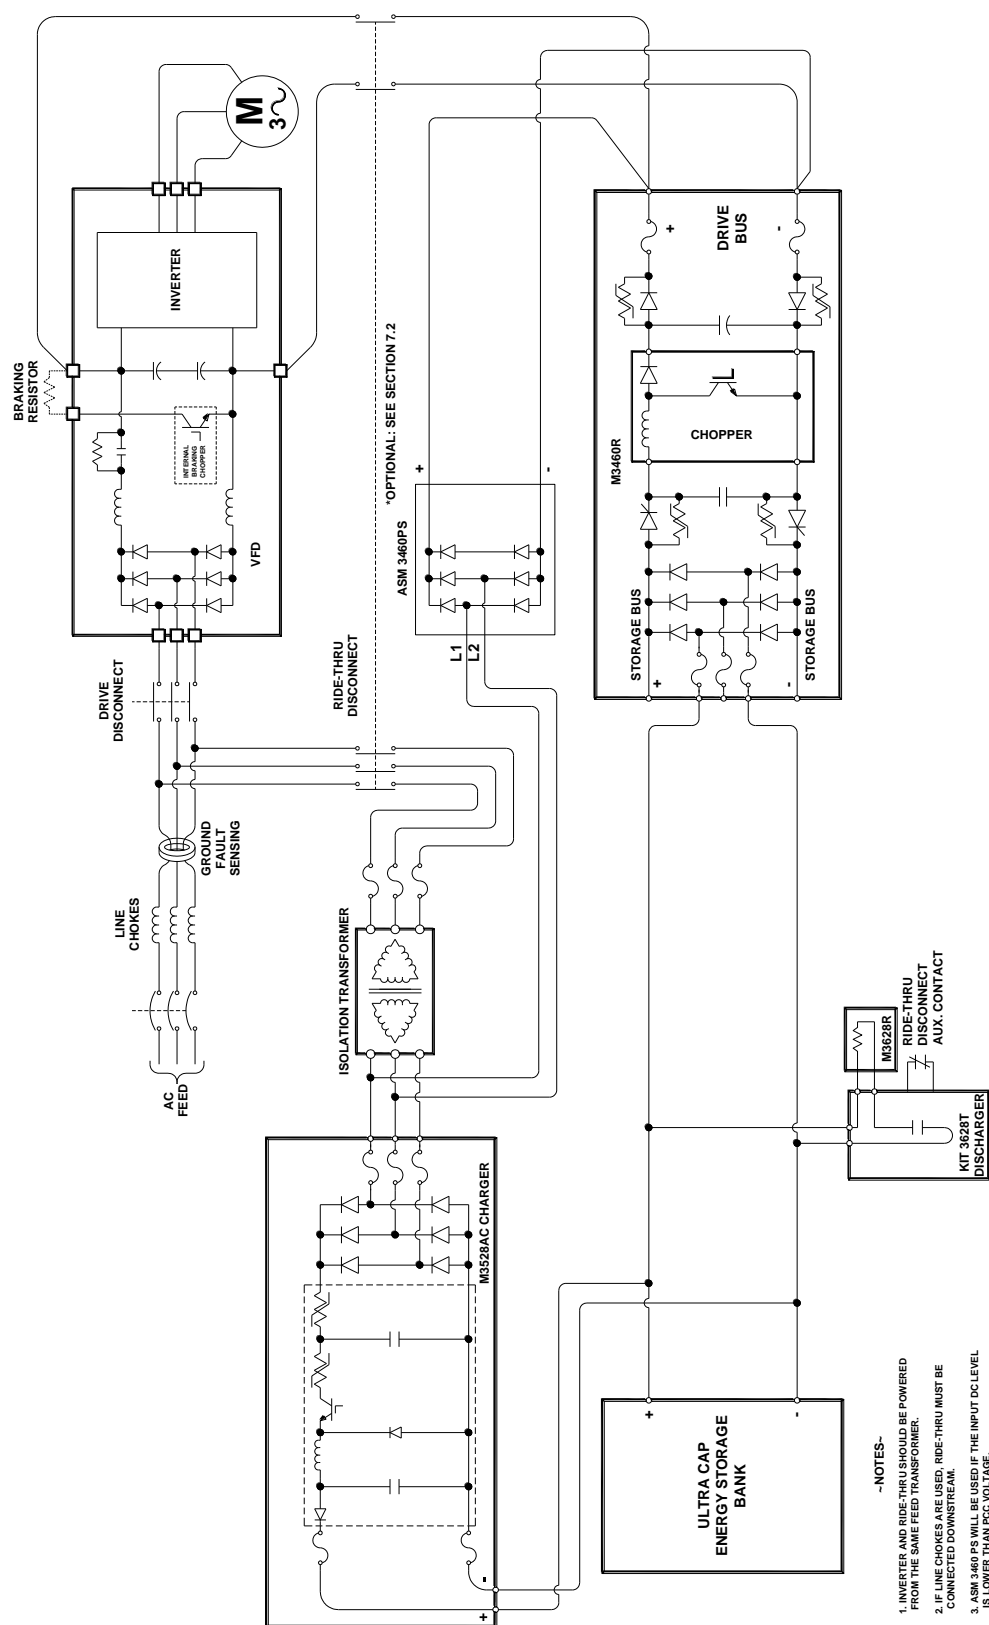 M
3
INVERTER
BRAKING
RESISTOR
INTERNAL
BRAKING
CHOPPER
VFD
DRIVE
DISCONNECT
GROUND
FAULT
SENSING
LINE
CHOKES
AC
FEED
*OPTIONAL: SEE SECTION 7.2
RIDE-THRU
DISCONNECT
ASM 3460PS
+
-
L1
L2
ISOLATION TRANSFORMER
M3528AC CHARGER
+
-
DRIVE
BUS
+
-
M3460R
CHOPPER
STORAGE BUS
+
STORAGE BUS
-
M3628R
RIDE-THRU
DISCONNECT
AUX. CONTACT
KIT 3628T
DISCHARGER
ULTRA CAP
ENERGY STORAGE
BANK
+
-
~NOTES~
1. INVERTER AND RIDE-THRU SHOULD BE POWERED
FROM THE SAME FEED TRANSFORMER.
2. IF LINE CHOKES ARE USED, RIDE-THRU MUST BE
CONNECTED DOWNSTREAM.
3. ASM 3460 PS WILL BE USED IF THE INPUT DC LEVEL
IS LOWER THAN PCC VOLTAGE.